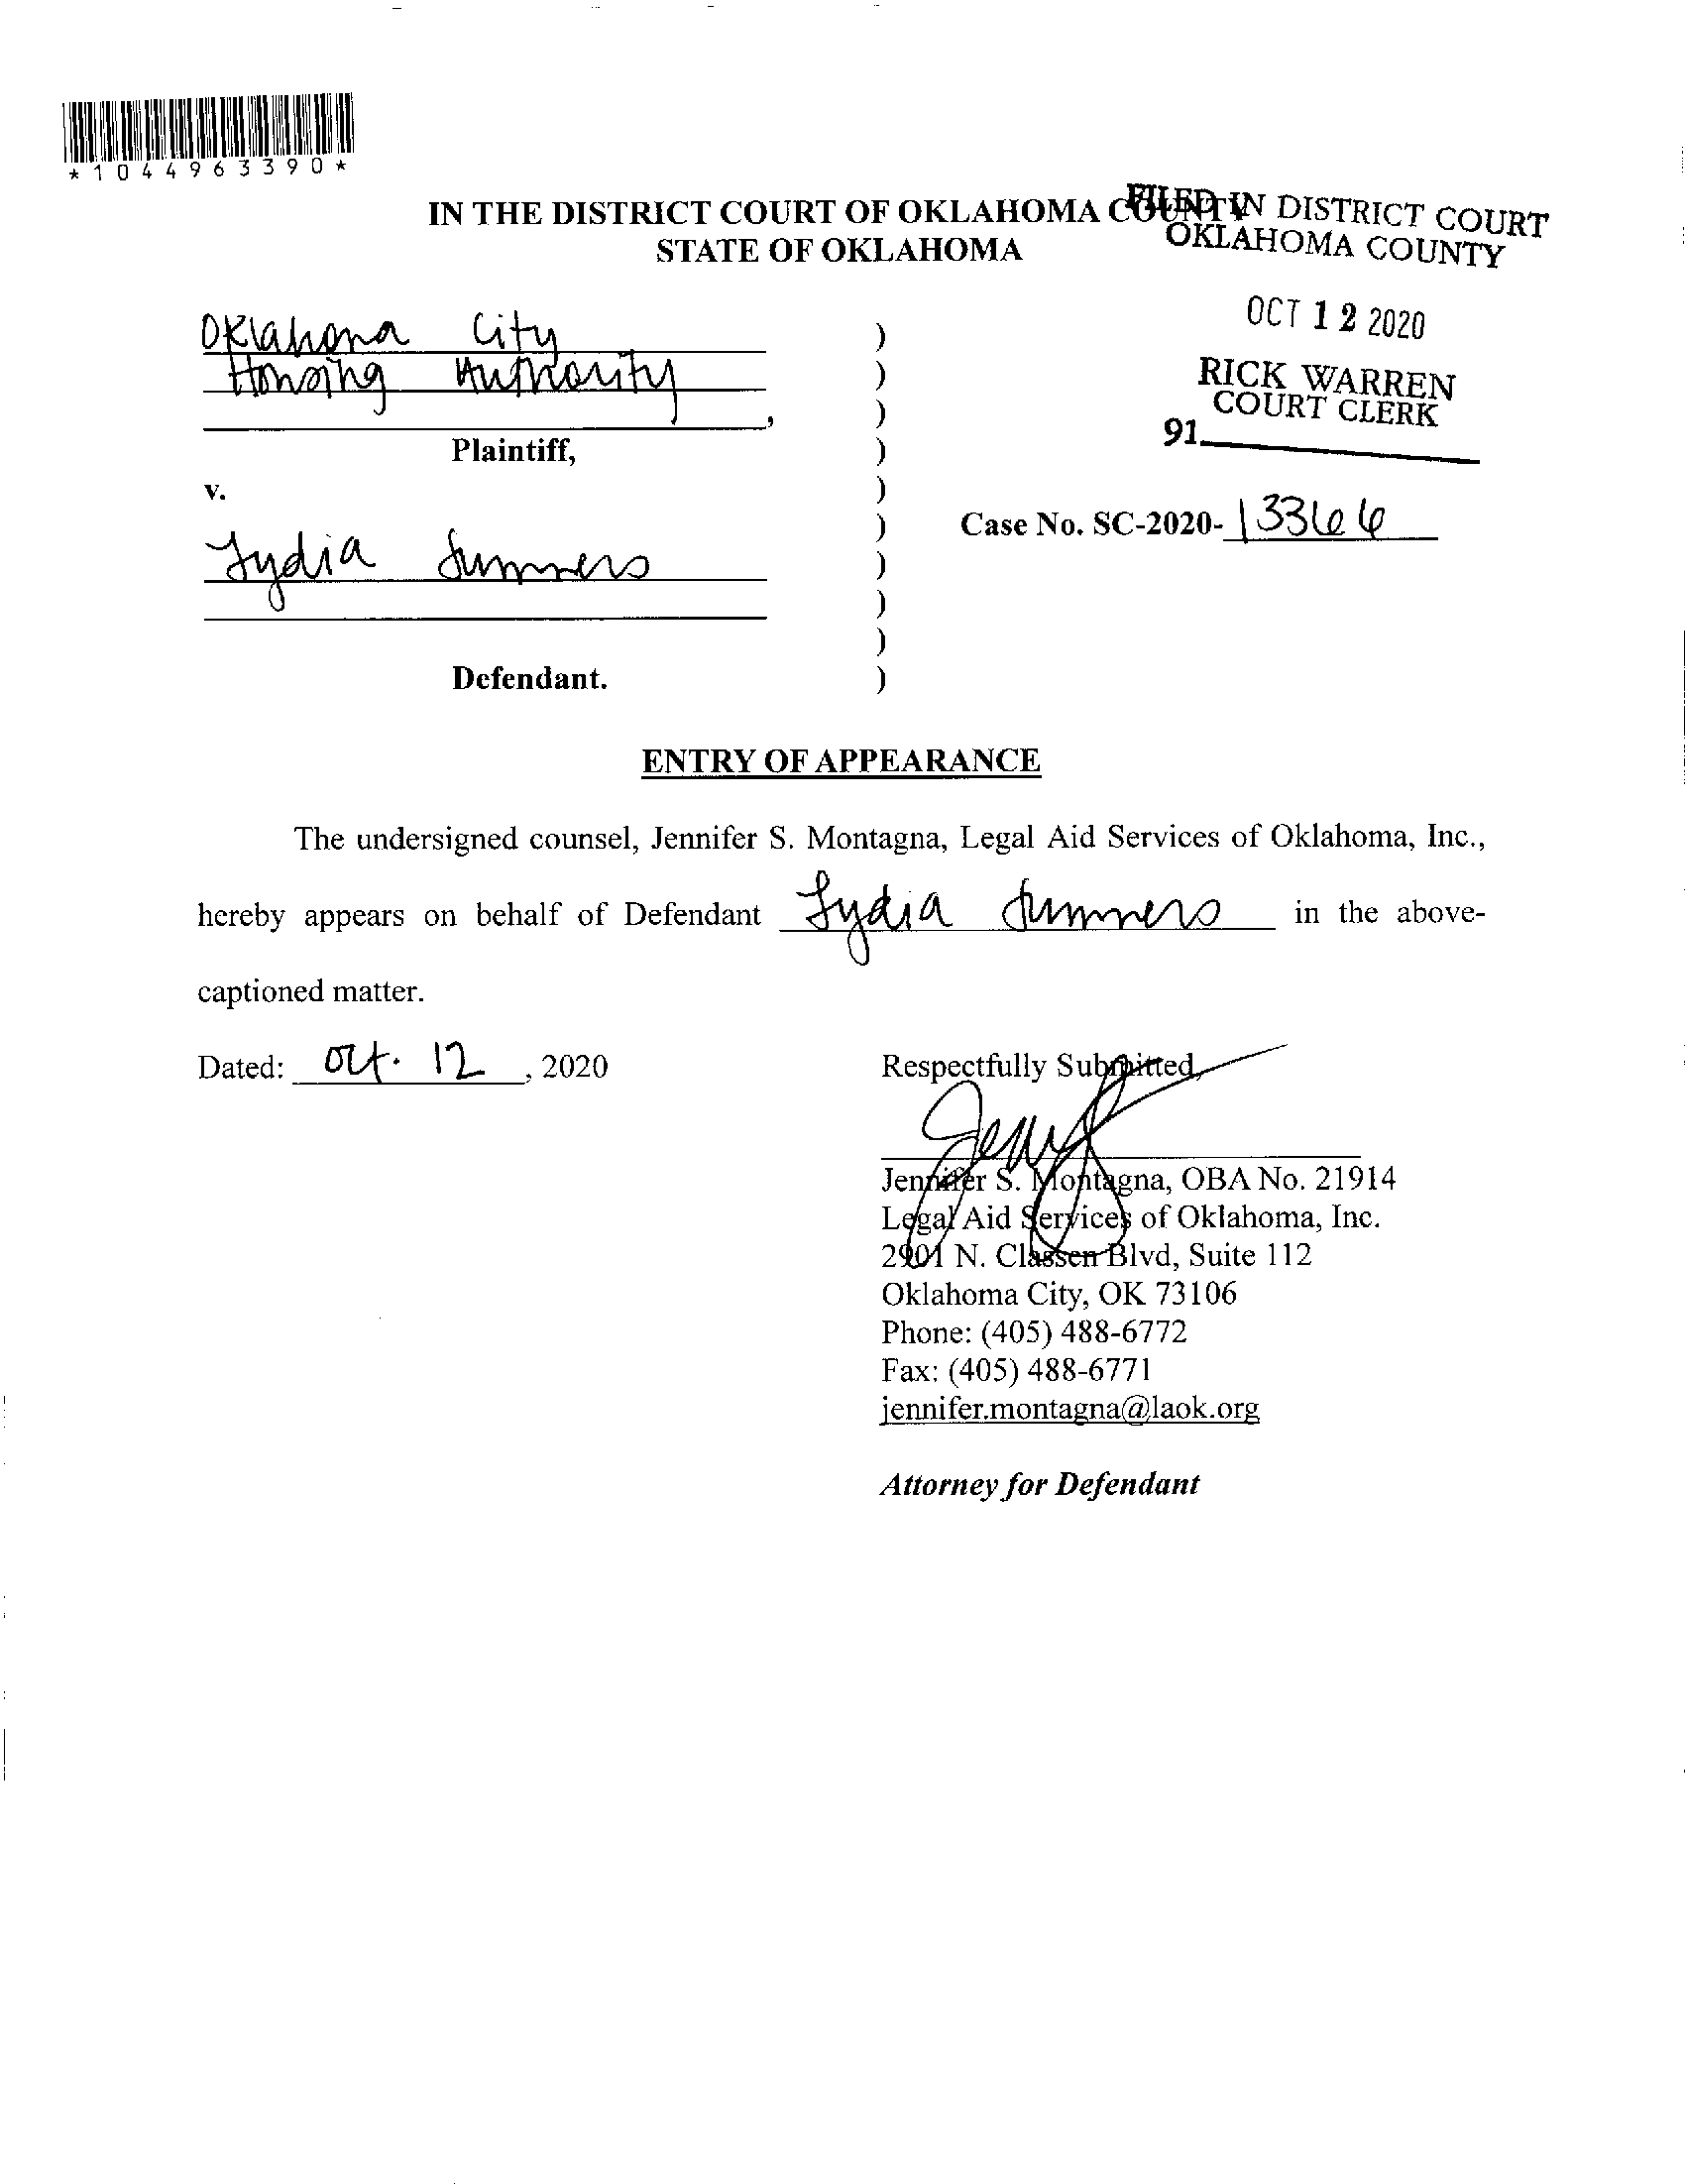 *1044963390*
IN THE DISTRICT COURT OF OKLAHOMA COUNTY
STATE OF OKLAHOMA
FILED IN DISTRICT COURT
OKLAHOMA COUNTY
OCT 12 2020
RICK WARREN
COURT CLERK
91
Oklahoma City
Housing Authority
,
Plaintiff,
v.
Case No. SC-2020-13366
Lydia Summers
Defendant.
)
)
)
)
)
)
)
)
)
)
ENTRY OF APPEARANCE
The undersigned counsel, Jennifer S. Montagna, Legal Aid Services of Oklahoma, Inc.,
hereby appears on behalf of Defendant Lydia Summers in the above-
captioned matter.
Dated: Oct. 12, 2020
Respectfully Submitted,
Jennifer S. Montagna, OBA No. 21914
Legal Aid Services of Oklahoma, Inc.
2901 N. Classen Blvd, Suite 112
Oklahoma City, OK 73106
Phone: (405) 488-6772
Fax: (405) 488-6771
jennifer.montagna@laok.org
Attorney for Defendant